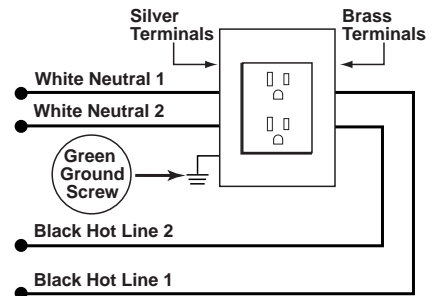 Silver
Terminals
Brass
Terminals
White Neutral 1
White Neutral 2
Green
Ground
Screw
Black Hot Line 2
Black Hot Line 1